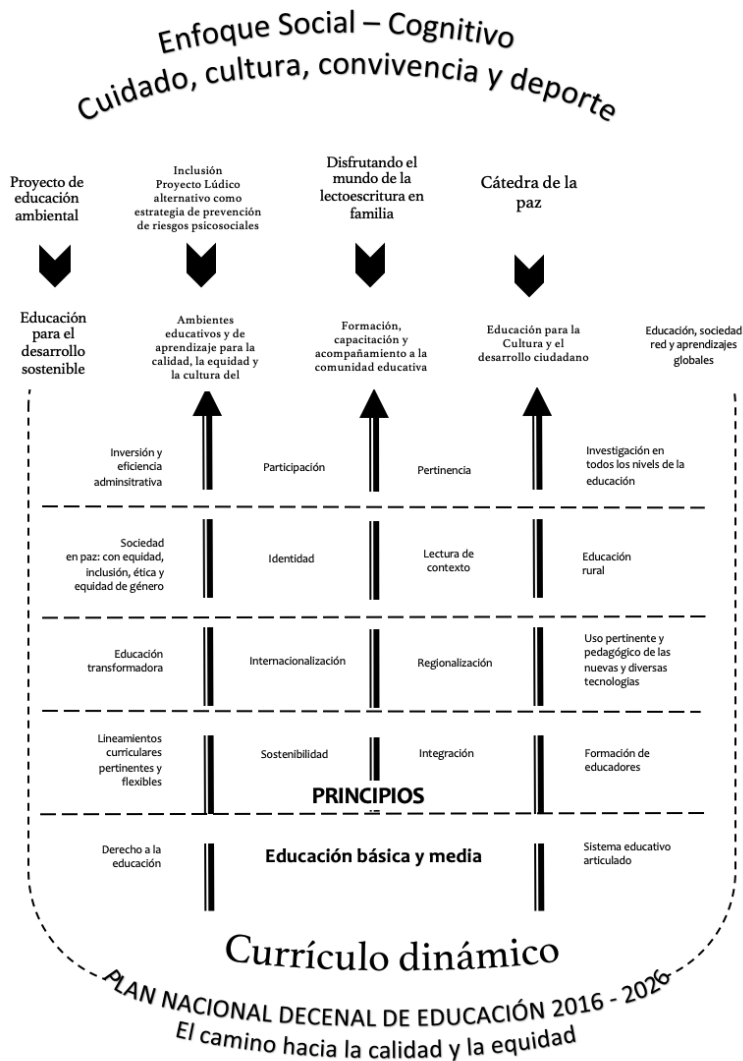 Enfoque Social – Cognitivo
Cuidado, cultura, convivencia y deporte
Proyecto de
educación
ambiental
Inclusión
Proyecto Lúdico
alternativo como
estrategia de prevención
de riesgos psicosociales
Disfrutando el
mundo de la
lectoescritura en
familia
Cátedra de la
paz
Educación
para el
desarrollo
sostenible
Ambientes
educativos y de
aprendizaje para la
calidad, la equidad y
la cultura del
Formación,
capacitación y
acompañamiento a la
comunidad educativa
Educación para la
Cultura y el
desarrollo ciudadano
Educación, sociedad
red y aprendizajes
globales
Inversión y
eficiencia
adminsitrativa
Participación
Pertinencia
Investigación en
todos los nivels de la
educación
Sociedad
en paz: con equidad,
inclusión, ética y
equidad de género
Identidad
Lectura de
contexto
Educación
rural
Educación
transformadora
Internacionalización
Regionalización
Uso pertinente y
pedagógico de las
nuevas y diversas
tecnologias
Lineamientos
curriculares
pertinentes y
flexibles
Sostenibilidad
Integración
Formación de
educadores
PRINCIPIOS
Derecho a la
educación
Educación básica y media
Sistema educativo
articulado
Currículo dinámico
PLAN NACIONAL DECENAL DE EDUCACIÓN 2016 - 2026
El camino hacia la calidad y la equidad